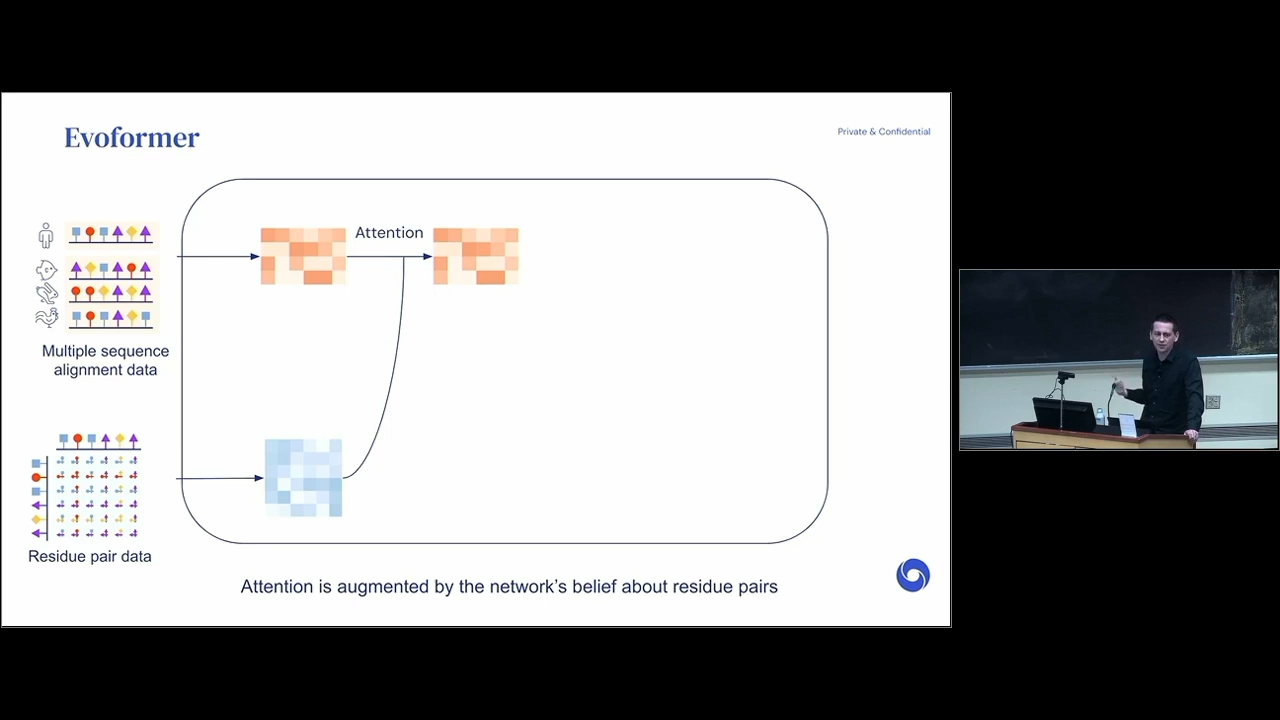 Evoformer
Private & Confidential
Attention
Multiple sequence
alignment data
Residue pair data
Attention is augmented by the network's belief about residue pairs